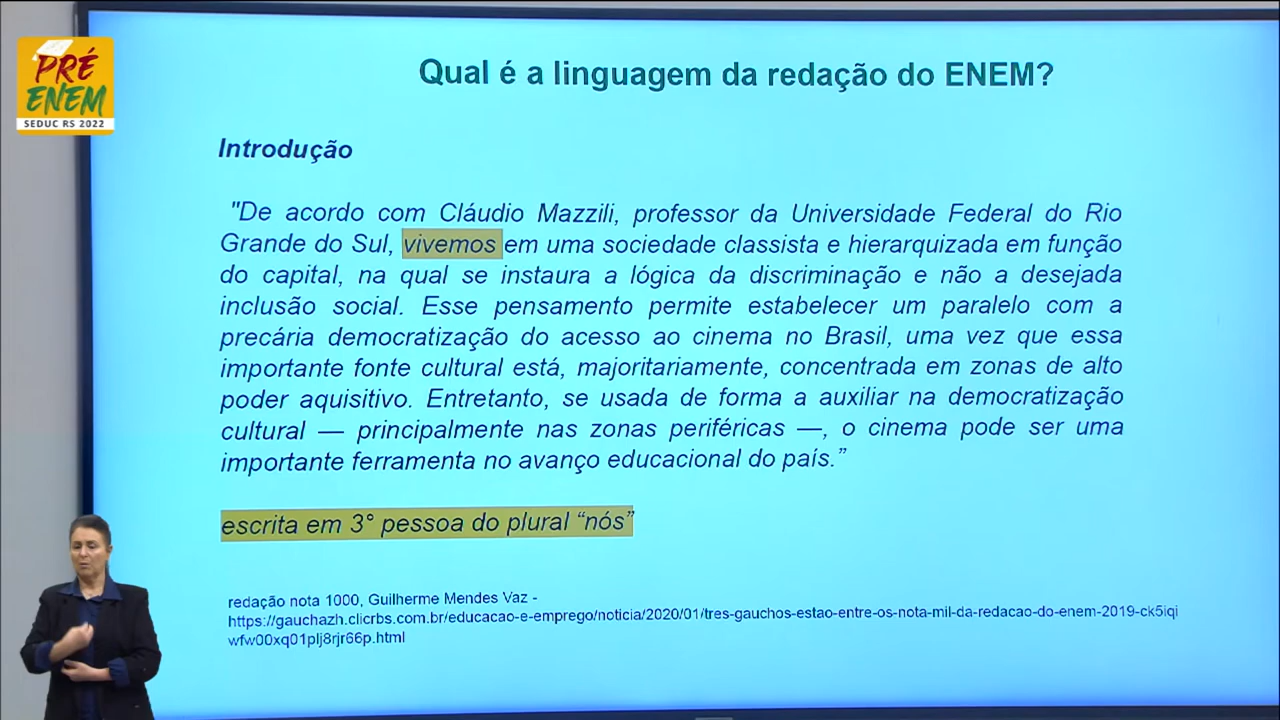 PRÉ
ENEM
SEDUC RS 2022
Qual é a linguagem da redação do ENEM?
Introdução
"De acordo com Cláudio Mazzili, professor da Universidade Federal do Rio
Grande do Sul, vivemos em uma sociedade classista e hierarquizada em função
do capital, na qual se instaura a lógica da discriminação e não a desejada
inclusão social. Esse pensamento permite estabelecer um paralelo com a
precária democratização do acesso ao cinema no Brasil, uma vez que essa
importante fonte cultural está, majoritariamente, concentrada em zonas de alto
poder aquisitivo. Entretanto, se usada de forma a auxiliar na democratização
cultural — principalmente nas zonas periféricas —, o cinema pode ser uma
importante ferramenta no avanço educacional do país.”
escrita em 3° pessoa do plural “nós”
redação nota 1000, Guilherme Mendes Vaz -
https://gauchazh.clicrbs.com.br/educacao-e-emprego/noticia/2020/01/tres-gauchos-estao-entre-os-nota-mil-da-redacao-do-enem-2019-ck5iqi
wfw00xq01plj8rjr66p.html